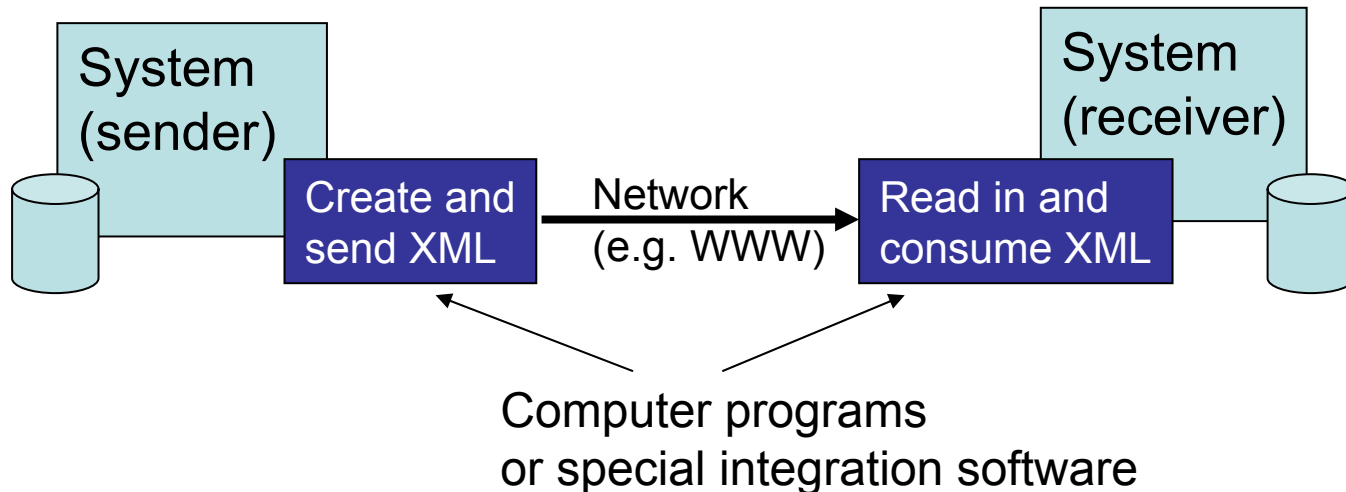 System
(sender)
System
(receiver)
Create and
send XML
Network
(e.g. WWW)
Read in and
consume XML
Computer programs
or special integration software